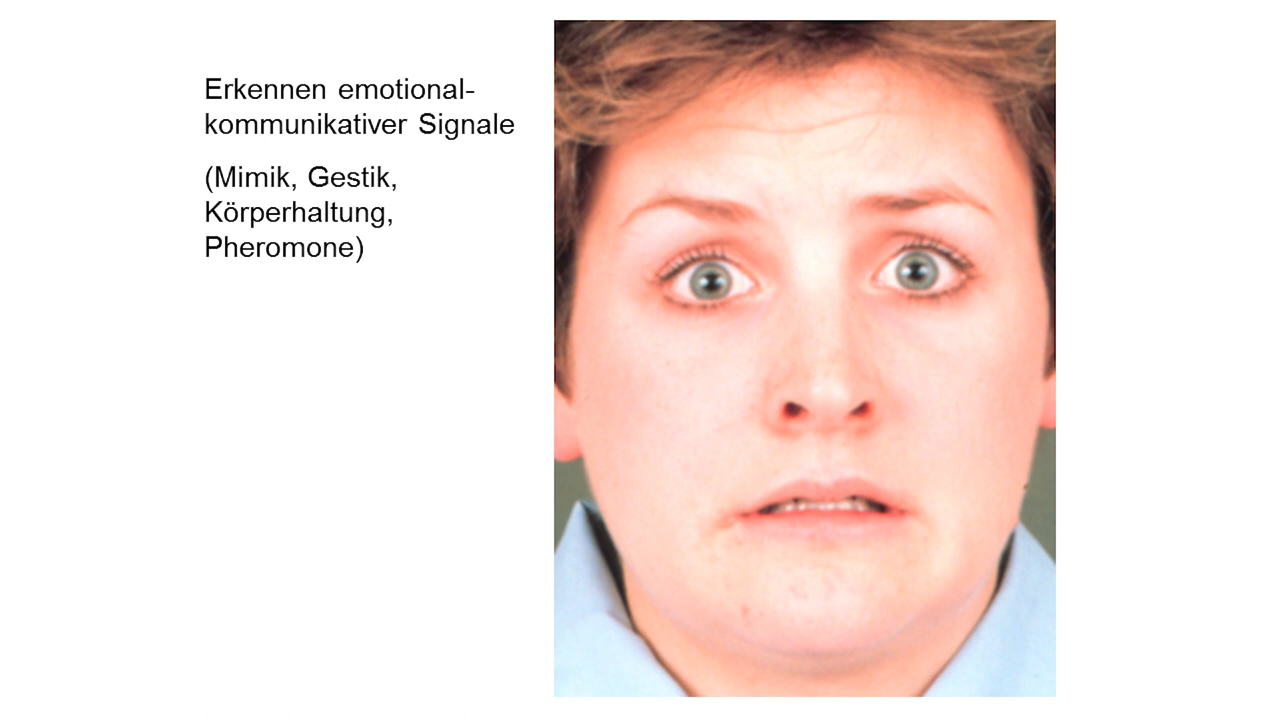 Erkennen emotional-
kommunikativer Signale
(Mimik, Gestik,
Körperhaltung,
Pheromone)